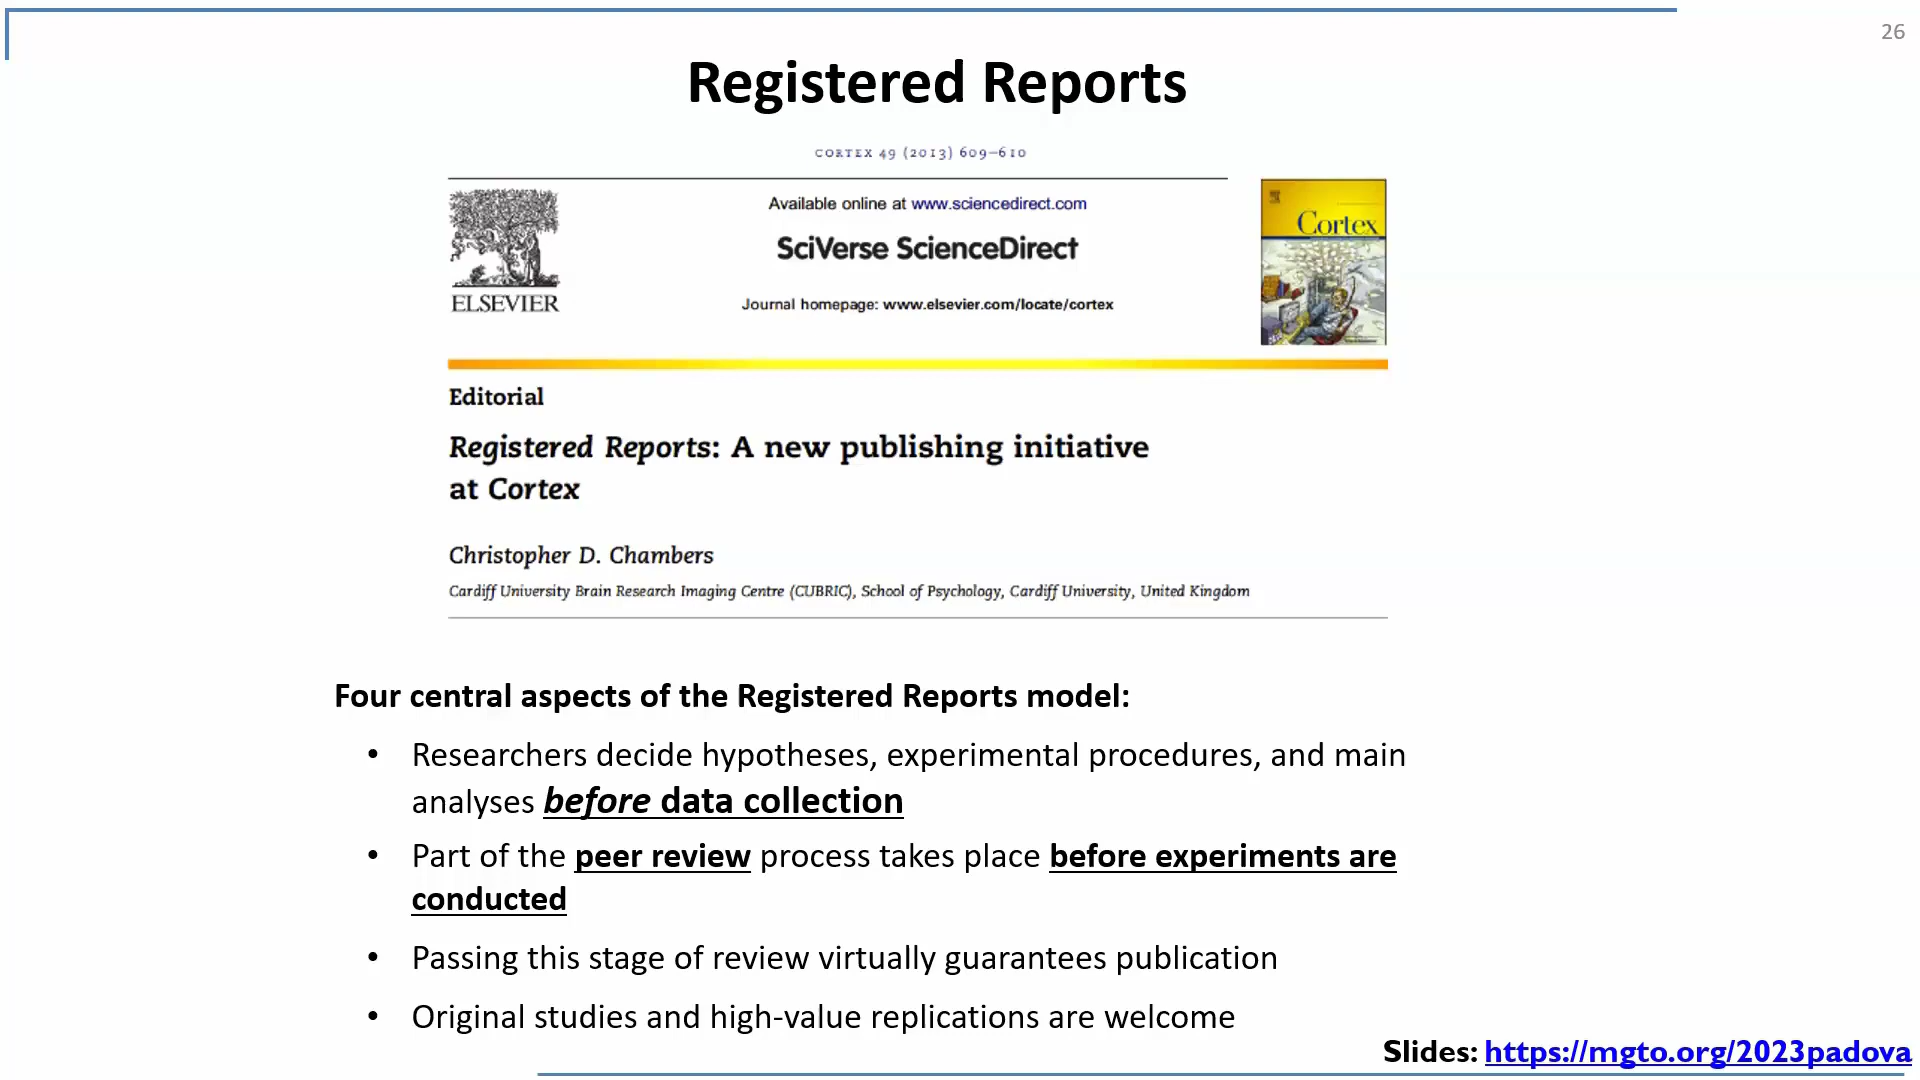 26
Registered Reports
CORTEX 49 (2013) 609–610
Available online at www.sciencedirect.com
SciVerse ScienceDirect
Journal homepage: www.elsevier.com/locate/cortex
ELSEVIER
Cortex
Editorial
Registered Reports: A new publishing initiative
at Cortex
Christopher D. Chambers
Cardiff University Brain Research Imaging Centre (CUBRIC), School of Psychology, Cardiff University, United Kingdom
Four central aspects of the Registered Reports model:
• Researchers decide hypotheses, experimental procedures, and main
analyses before data collection
• Part of the peer review process takes place before experiments are
conducted
• Passing this stage of review virtually guarantees publication
• Original studies and high-value replications are welcome
Slides: https://mgto.org/2023padova